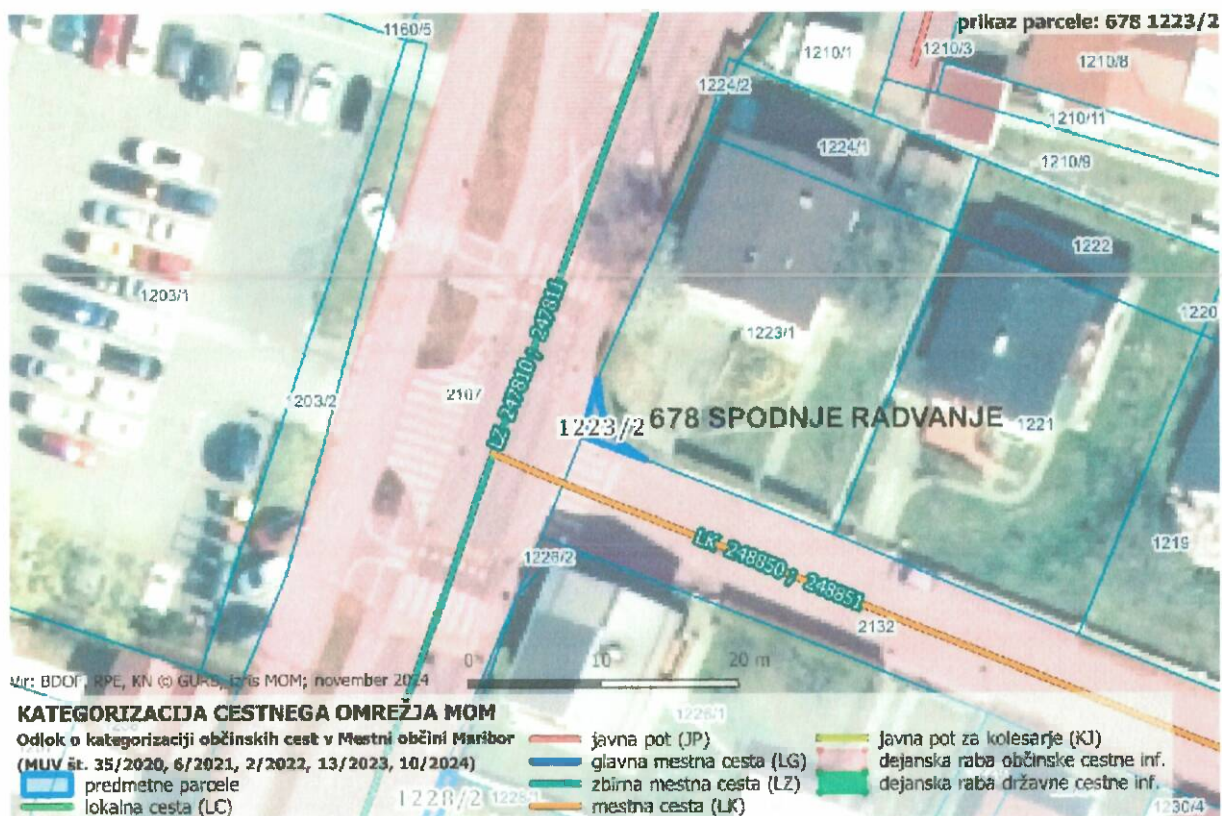 prikaz parcele: 678 1223/2
1160/5
1210/1
1210/3
1210/8
1224/2
1210/11
1224/1
1210/9
1222
1203/1
1220
LZ 247810 ; 247811
1223/1
2107
1203/2
1223/2
678 SPODNJE RADVANJE
1221
1219
LK 248850 ; 248851
1228/2
2132
0 10 20 m
Vir: BDOF, RPE, KN © GURS, izris MOM; november 2024
KATEGORIZACIJA CESTNEGA OMREŽJA MOM
Odlok o kategorizaciji občinskih cest v Mestni občini Maribor
(MUV št. 35/2020, 6/2021, 2/2022, 13/2023, 10/2024)
predmetne parcele
lokalna cesta (LC)
javna pot (JP)
glavna mestna cesta (LG)
zbirna mestna cesta (LZ)
mestna cesta (LK)
javna pot za kolesarje (KJ)
dejanska raba občinske cestne inf.
dejanska raba državne cestne inf.
1228/1
1228/2
1230/4